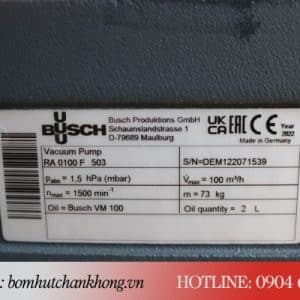 BUSCH
Busch Produktions GmbH
Schauinslandstrasse 1
D-79689 Maulburg
UK CA EAC CE Year 2022
Made in Germany
Vacuum Pump
RA 0100 F 503
S/N=DEM122071539
Pabs = 1,5 hPa (mbar)
V̇max = 100 m³/h
nmax = 1500 min⁻¹
m = 73 kg
Oil = Busch VM 100
Oil quantity = 2 L
: bomhutchankhong.vn
HOTLINE: 0904 6